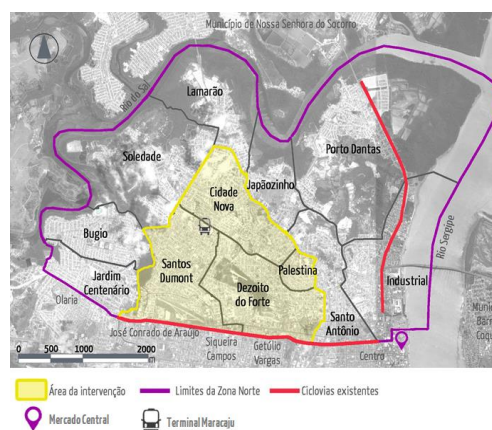 Município de Nossa Senhora do Socorro
Rio do Sal
Lamarão
Soledade
Porto Dantas
Japãozinho
Cidade
Nova
Bugio
Rio Sergipe
Palestina
Santos
Dumont
Jardim
Centenário
Dezoito
do Forte
Industrial
Olaria
Santo
Antônio
José Conrado de Araújo
Siqueira
Campos
Getúlio
Vargas
Centro
Muni
Bar
Coqu
0 500 1000 2000
m
Área da intervenção
Limites da Zona Norte
Ciclovias existentes
Mercado Central
Terminal Maracaju